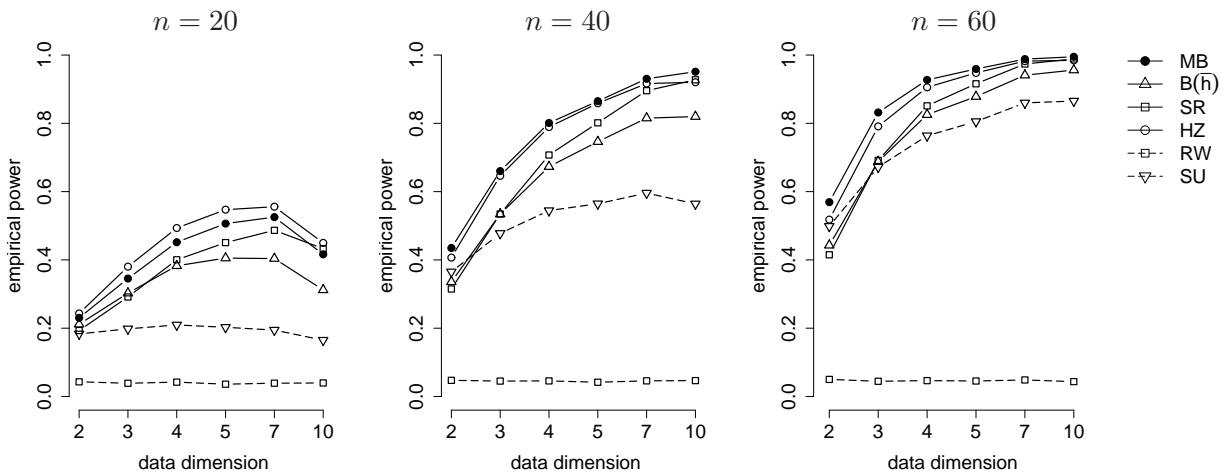 n = 20
n = 40
n = 60
empirical power
1.0
0.8
0.6
0.4
0.2
0.0
2 3 4 5 7 10
data dimension
empirical power
1.0
0.8
0.6
0.4
0.2
0.0
2 3 4 5 7 10
data dimension
empirical power
1.0
0.8
0.6
0.4
0.2
0.0
2 3 4 5 7 10
data dimension
MB
B(h̅)
SR
HZ
RW
SU